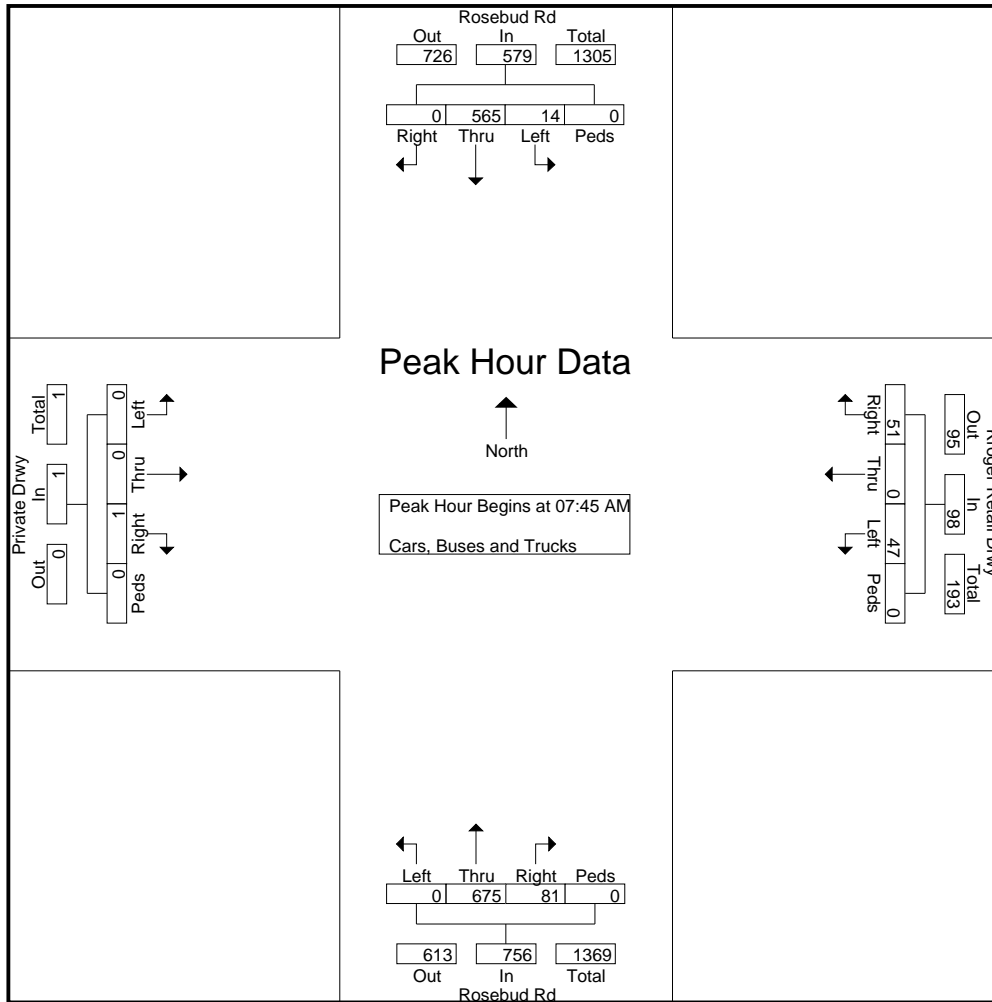 Rosebud Rd
Out In Total
726 579 1305
0 565 14 0
Right Thru Left Peds
Peak Hour Data
North
Peak Hour Begins at 07:45 AM
Cars, Buses and Trucks
Private Drwy
Out In Total
0 1 1
Left Thru Right Peds
0 0 1 0
Right Thru Left Peds
51 0 47 0
Out In Total
95 98 193
Kroger Retail Drwy
Left Thru Right Peds
0 675 81 0
613 756 1369
Out In Total
Rosebud Rd